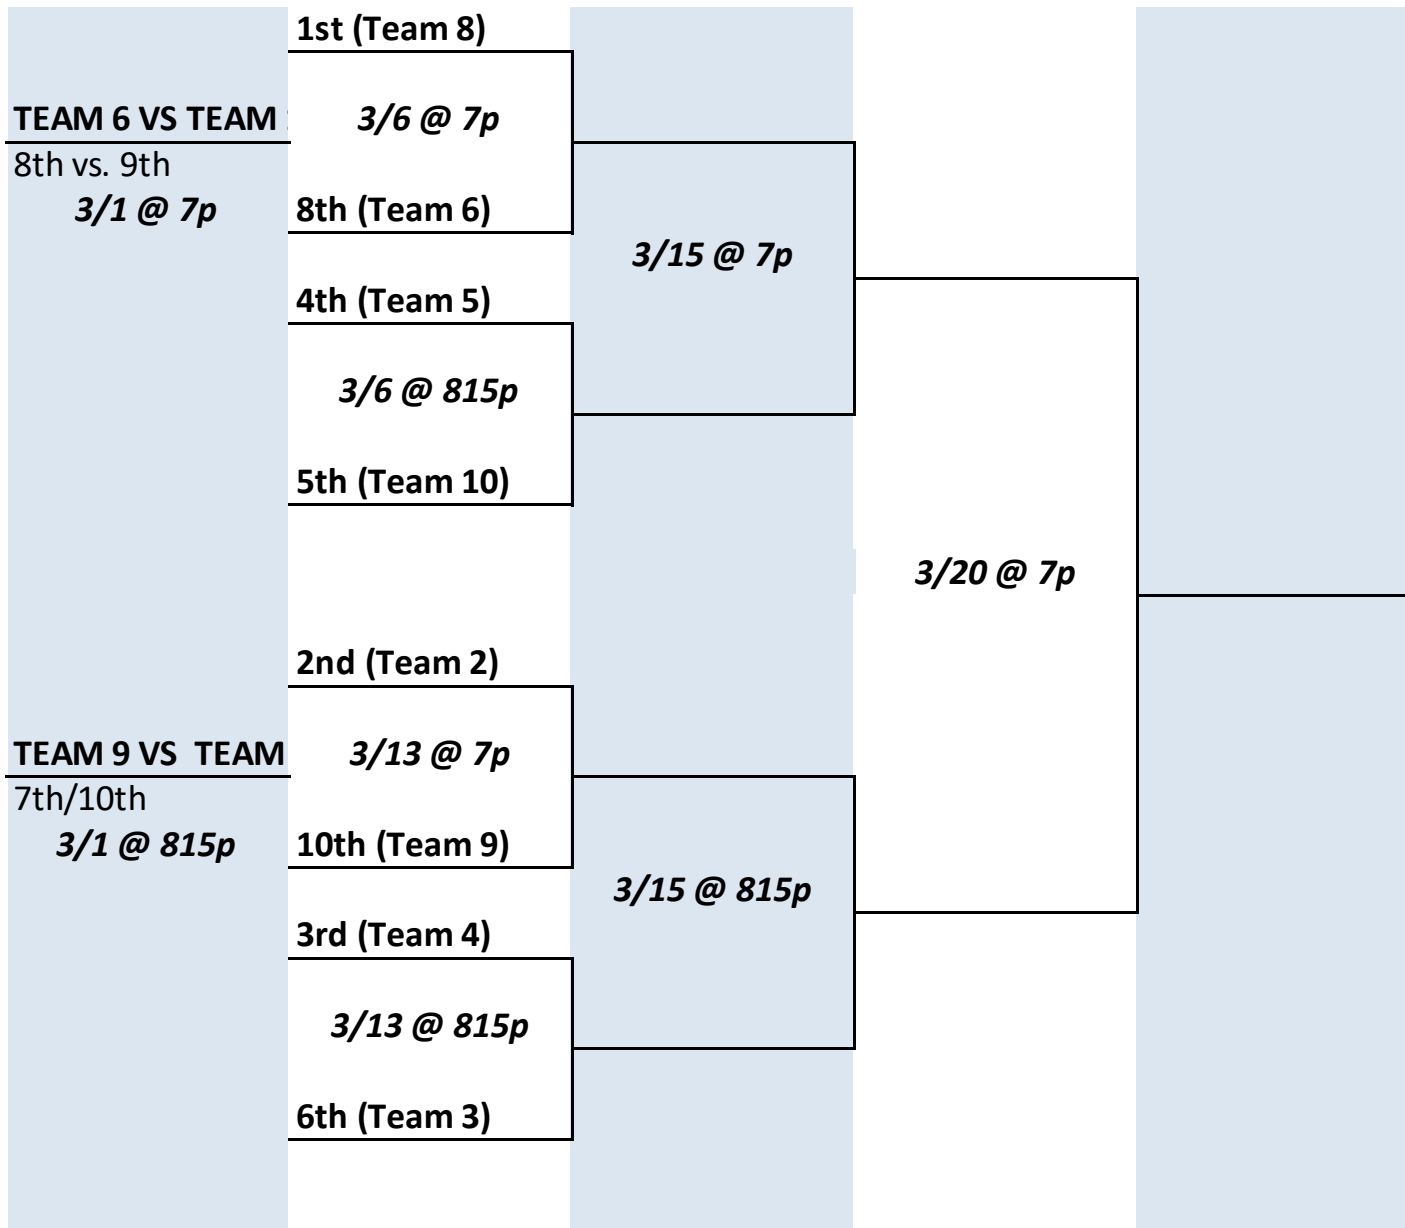 1st (Team 8)
TEAM 6 VS TEAM
3/6 @ 7p
8th vs. 9th
3/1 @ 7p
8th (Team 6)
3/15 @ 7p
4th (Team 5)
3/6 @ 815p
5th (Team 10)
3/20 @ 7p
2nd (Team 2)
TEAM 9 VS  TEAM
3/13 @ 7p
7th/10th
3/1 @ 815p
10th (Team 9)
3/15 @ 815p
3rd (Team 4)
3/13 @ 815p
6th (Team 3)